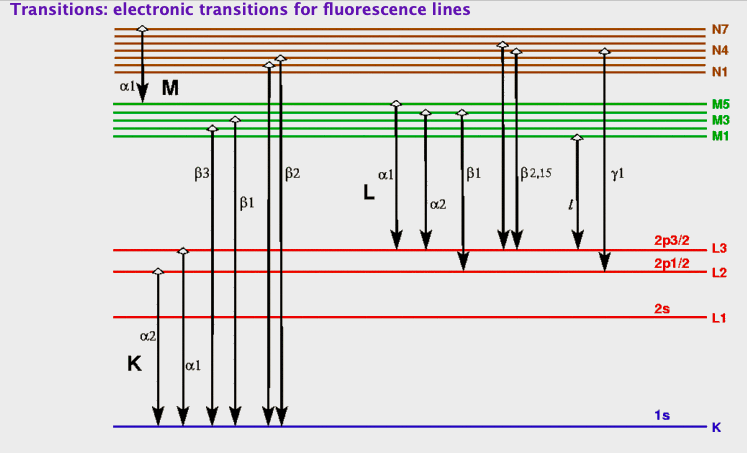 Transitions: electronic transitions for fluorescence lines
N7
N4
N1
α1
M
M5
M3
M1
β3
β1
β2
L
α1
α2
β1
β2,15
l
γ1
2p3/2
L3
2p1/2
L2
2s
L1
α2
K
α1
1s
K